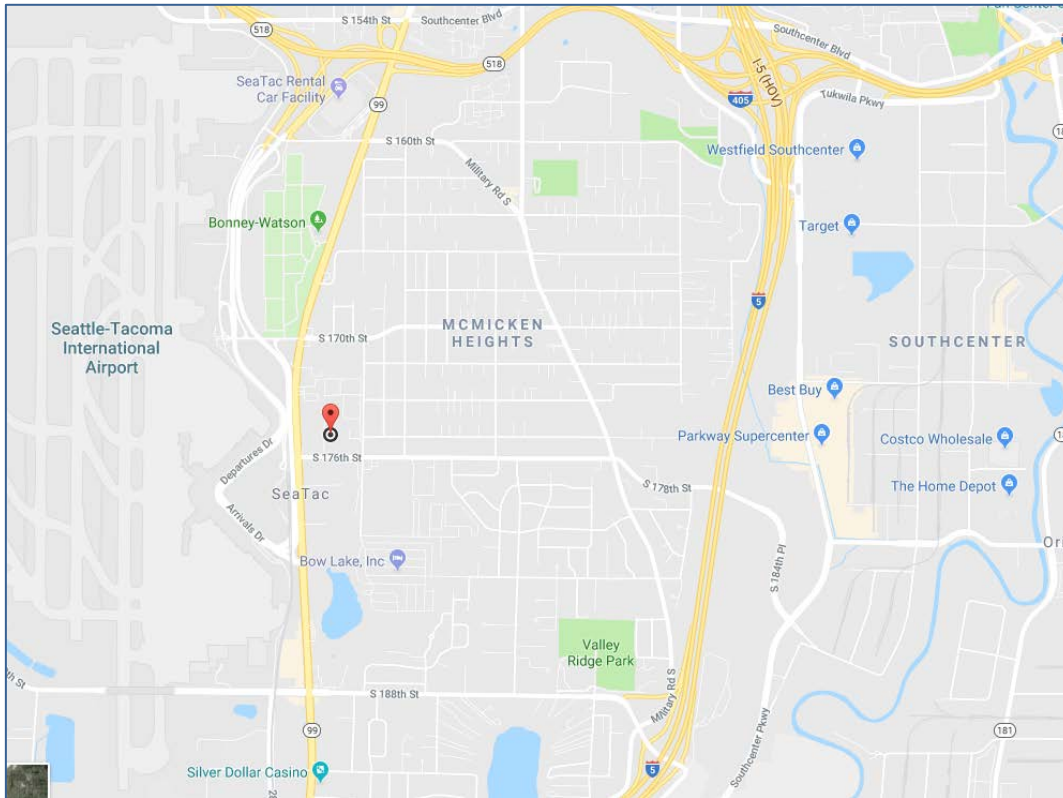 S 154th St
Southcenter Blvd
518
Southcenter Blvd
518
I-5 (HOV)
SeaTac Rental
Car Facility
99
405
Tukwila Pkwy
S 160th St
Westfield Southcenter
Military Rd S
Bonney-Watson
Target
5
Seattle-Tacoma
International
Airport
S 170th St
MCMICKEN
HEIGHTS
SOUTHCENTER
Best Buy
Parkway Supercenter
Costco Wholesale
Departures Dr
S 176th St
SeaTac
S 178th St
The Home Depot
Arrivals Dr
Bow Lake, Inc
S 184th Pl
Valley
Ridge Park
S 188th St
Military Rd S
99
Southcenter Pkwy
181
Silver Dollar Casino
5